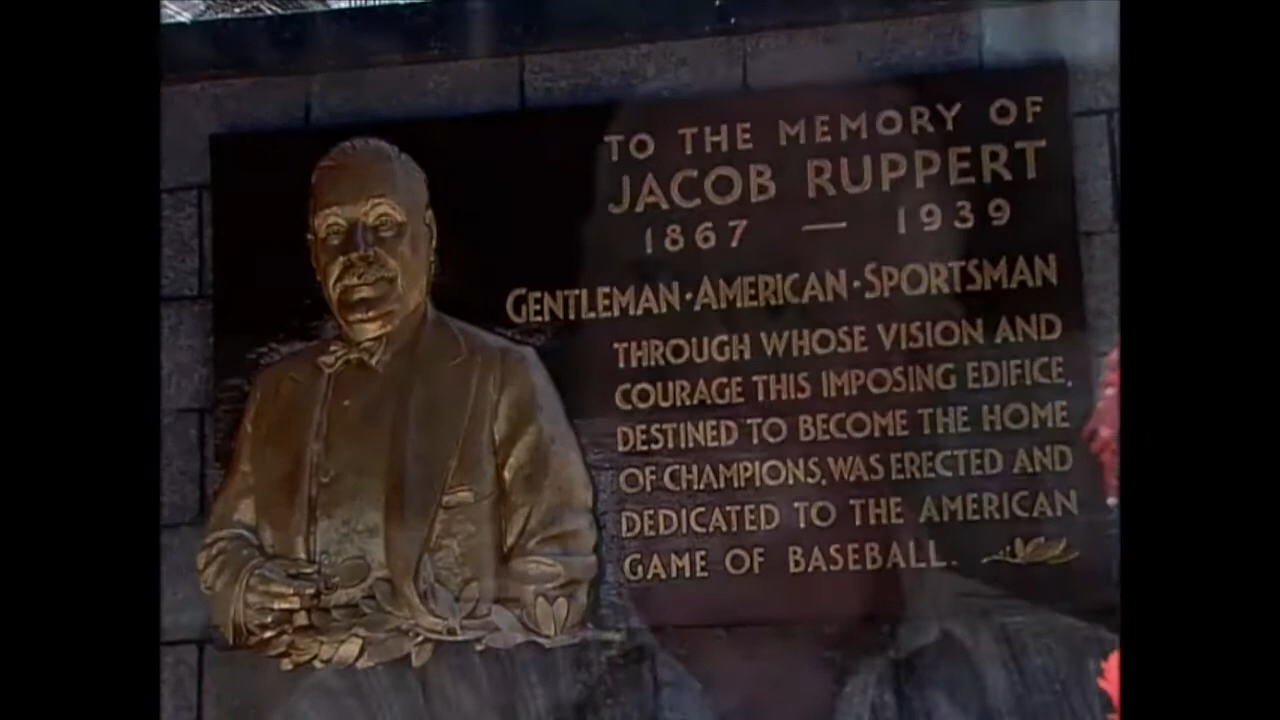 TO THE MEMORY OF
JACOB RUPPERT
1867 — 1939
GENTLEMAN·AMERICAN·SPORTSMAN
THROUGH WHOSE VISION AND
COURAGE THIS IMPOSING EDIFICE,
DESTINED TO BECOME THE HOME
OF CHAMPIONS, WAS ERECTED AND
DEDICATED TO THE AMERICAN
GAME OF BASEBALL.